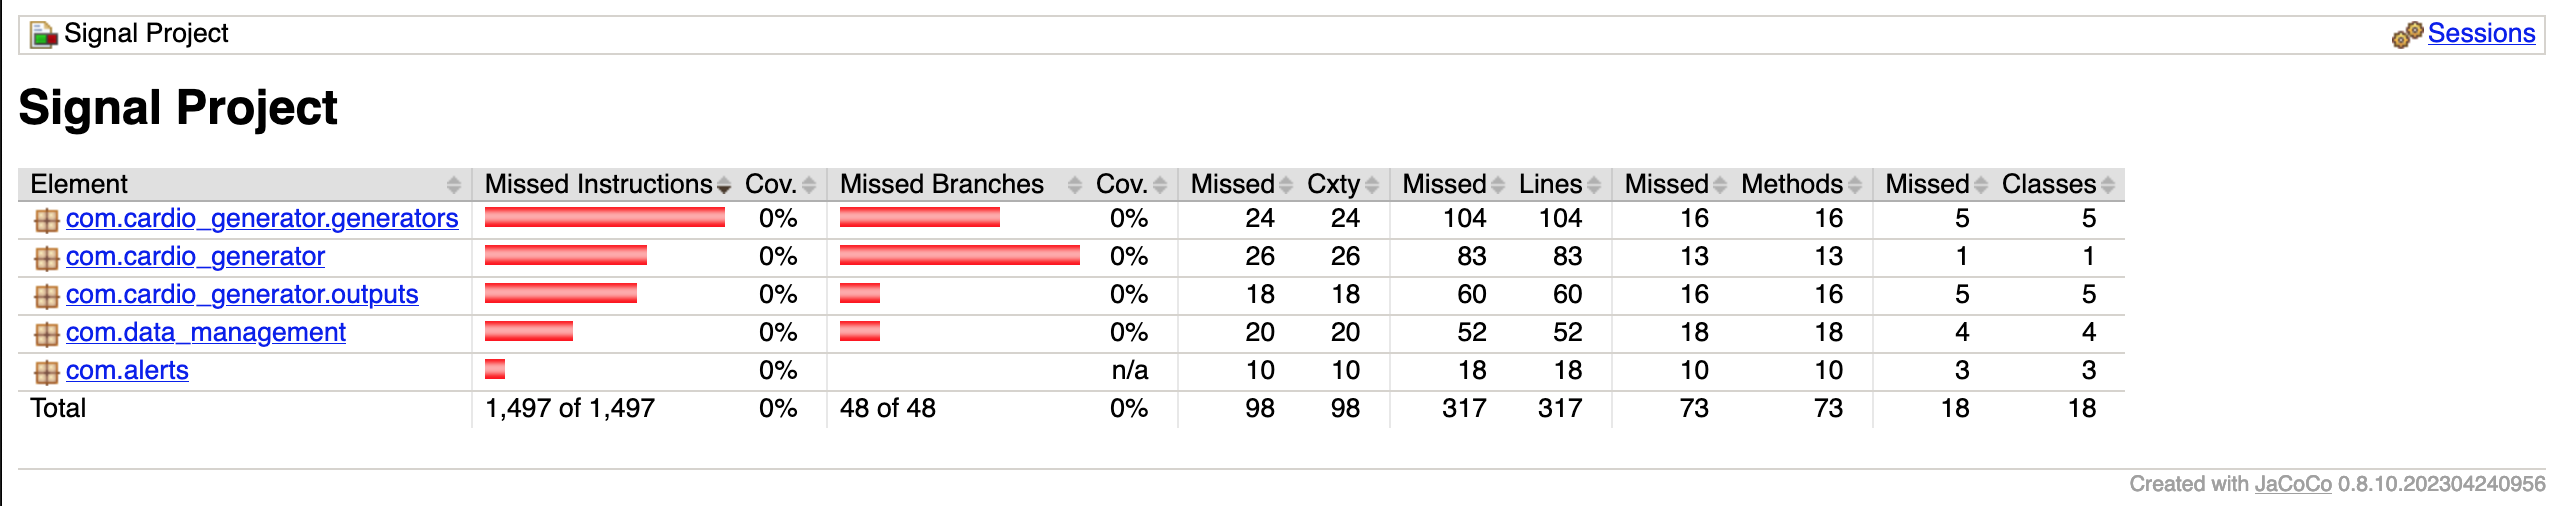 Signal Project Sessions
Signal Project
Element Missed Instructions Cov. Missed Branches Cov. Missed Cxty Missed Lines Missed Methods Missed Classes
com.cardio_generator.generators 0% 0% 24 24 104 104 16 16 5 5
com.cardio_generator 0% 0% 26 26 83 83 13 13 1 1
com.cardio_generator.outputs 0% 0% 18 18 60 60 16 16 5 5
com.data_management 0% 0% 20 20 52 52 18 18 4 4
com.alerts 0% n/a 10 10 18 18 10 10 3 3
Total 1,497 of 1,497 0% 48 of 48 0% 98 98 317 317 73 73 18 18
Created with JaCoCo 0.8.10.202304240956